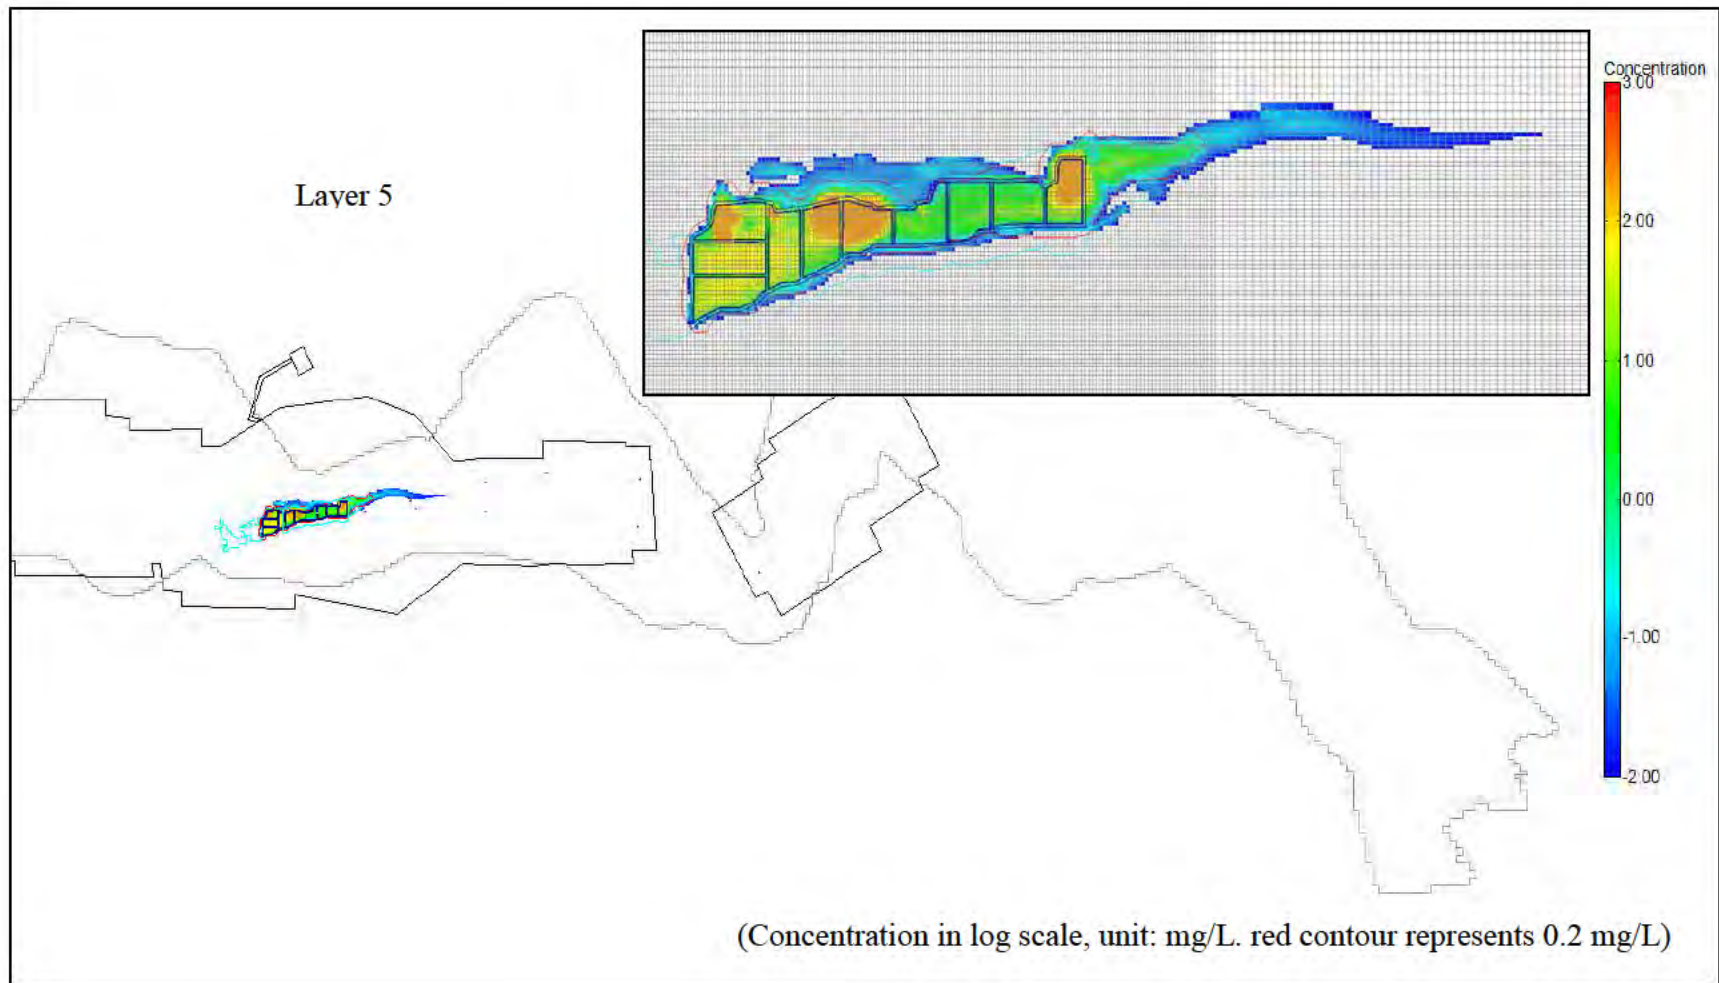 Layer 5
Concentration
3.00
2.00
1.00
0.00
-1.00
-2.00
(Concentration in log scale, unit: mg/L. red contour represents 0.2 mg/L)